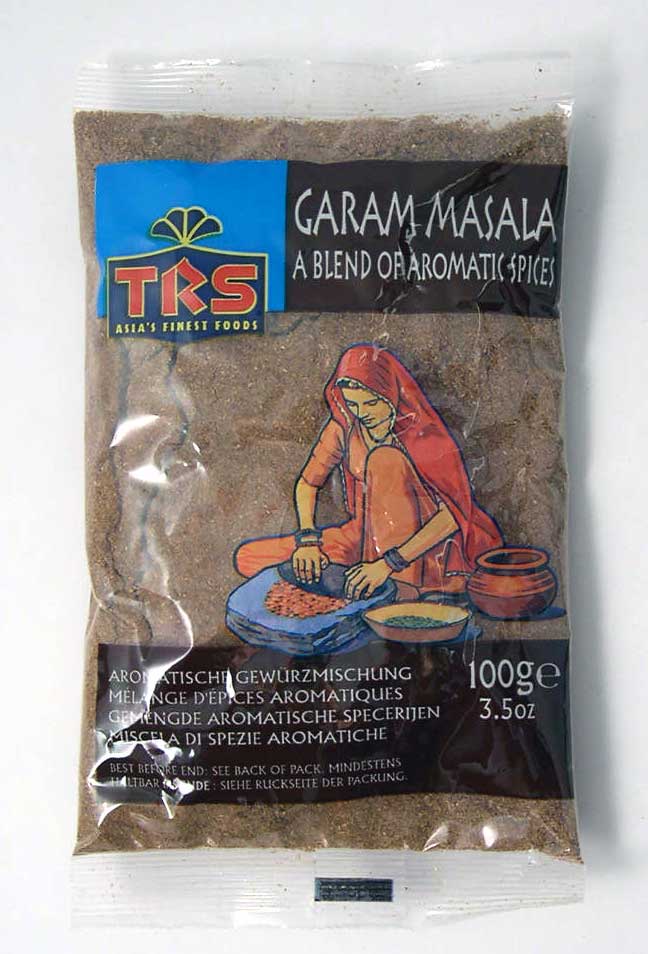 GARAM MASALA
A BLEND OF AROMATIC SPICES
TRS
ASIA'S FINEST FOODS
AROMATISCHE GEWÜRZMISCHUNG
MÉLANGE D'ÉPICES AROMATIQUES
GEMENGDE AROMATISCHE SPECERIJEN
MISCELA DI SPEZIE AROMATICHE
100g℮
3.5oz
BEST BEFORE END: SEE BACK OF PACK. MINDESTENS
HALTBAR BIS ENDE : SIEHE RUCKSEITE DER PACKUNG.